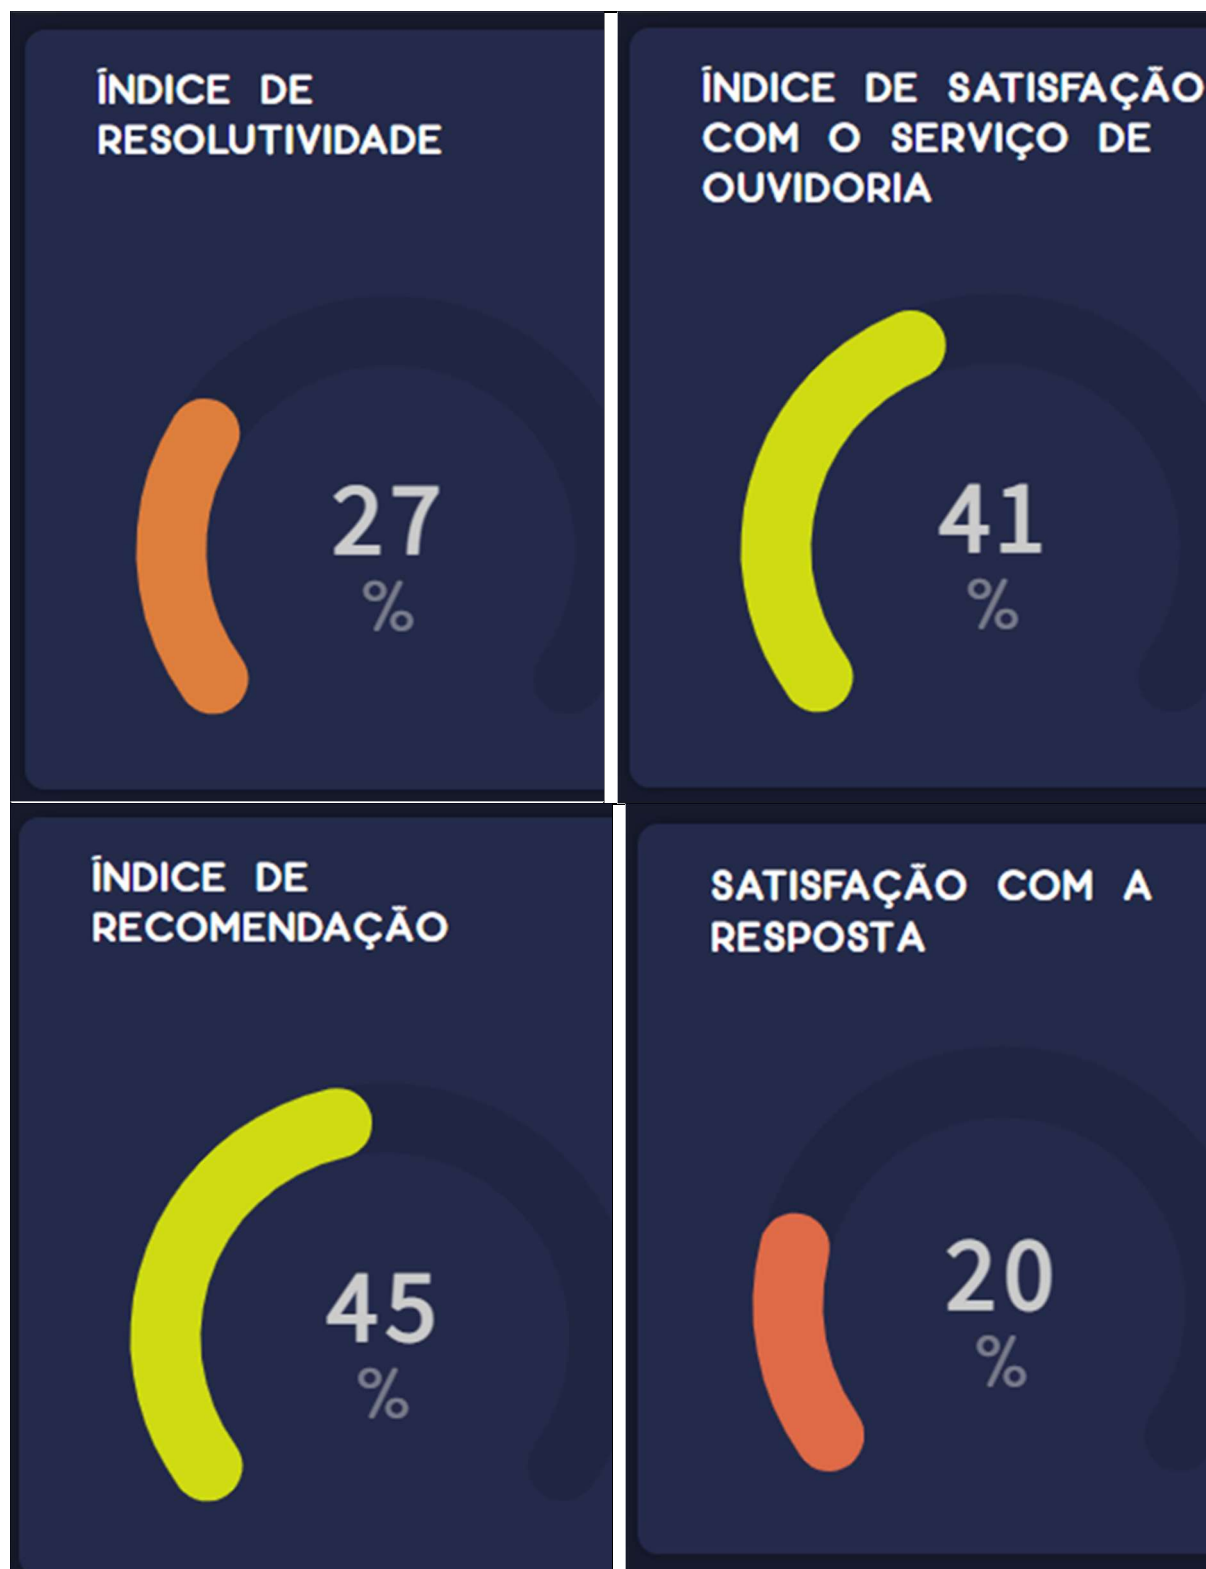 ÍNDICE DE
RESOLUTIVIDADE
27
%
ÍNDICE DE SATISFAÇÃO
COM O SERVIÇO DE
OUVIDORIA
41
%
ÍNDICE DE
RECOMENDAÇÃO
45
%
SATISFAÇÃO COM A
RESPOSTA
20
%